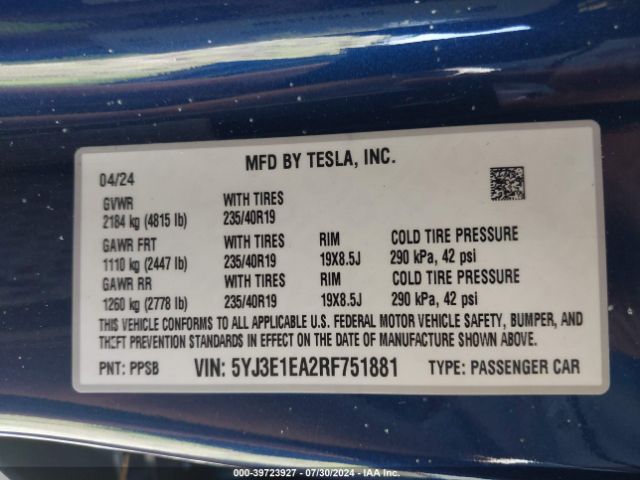 MFD BY TESLA, INC.
04/24
GVWR WITH TIRES
2184 kg (4815 lb) 235/40R19
GAWR FRT WITH TIRES RIM COLD TIRE PRESSURE
1110 kg (2447 lb) 235/40R19 19X8.5J 290 kPa, 42 psi
GAWR RR WITH TIRES RIM COLD TIRE PRESSURE
1260 kg (2778 lb) 235/40R19 19X8.5J 290 kPa, 42 psi
THIS VEHICLE CONFORMS TO ALL APPLICABLE U.S. FEDERAL MOTOR VEHICLE SAFETY, BUMPER, AND
THEFT PREVENTION STANDARDS IN EFFECT ON THE DATE OF MANUFACTURE SHOWN ABOVE.
PNT: PPSB VIN: 5YJ3E1EA2RF751881 TYPE: PASSENGER CAR
000-39723927 - 07/30/2024 - IAA Inc.